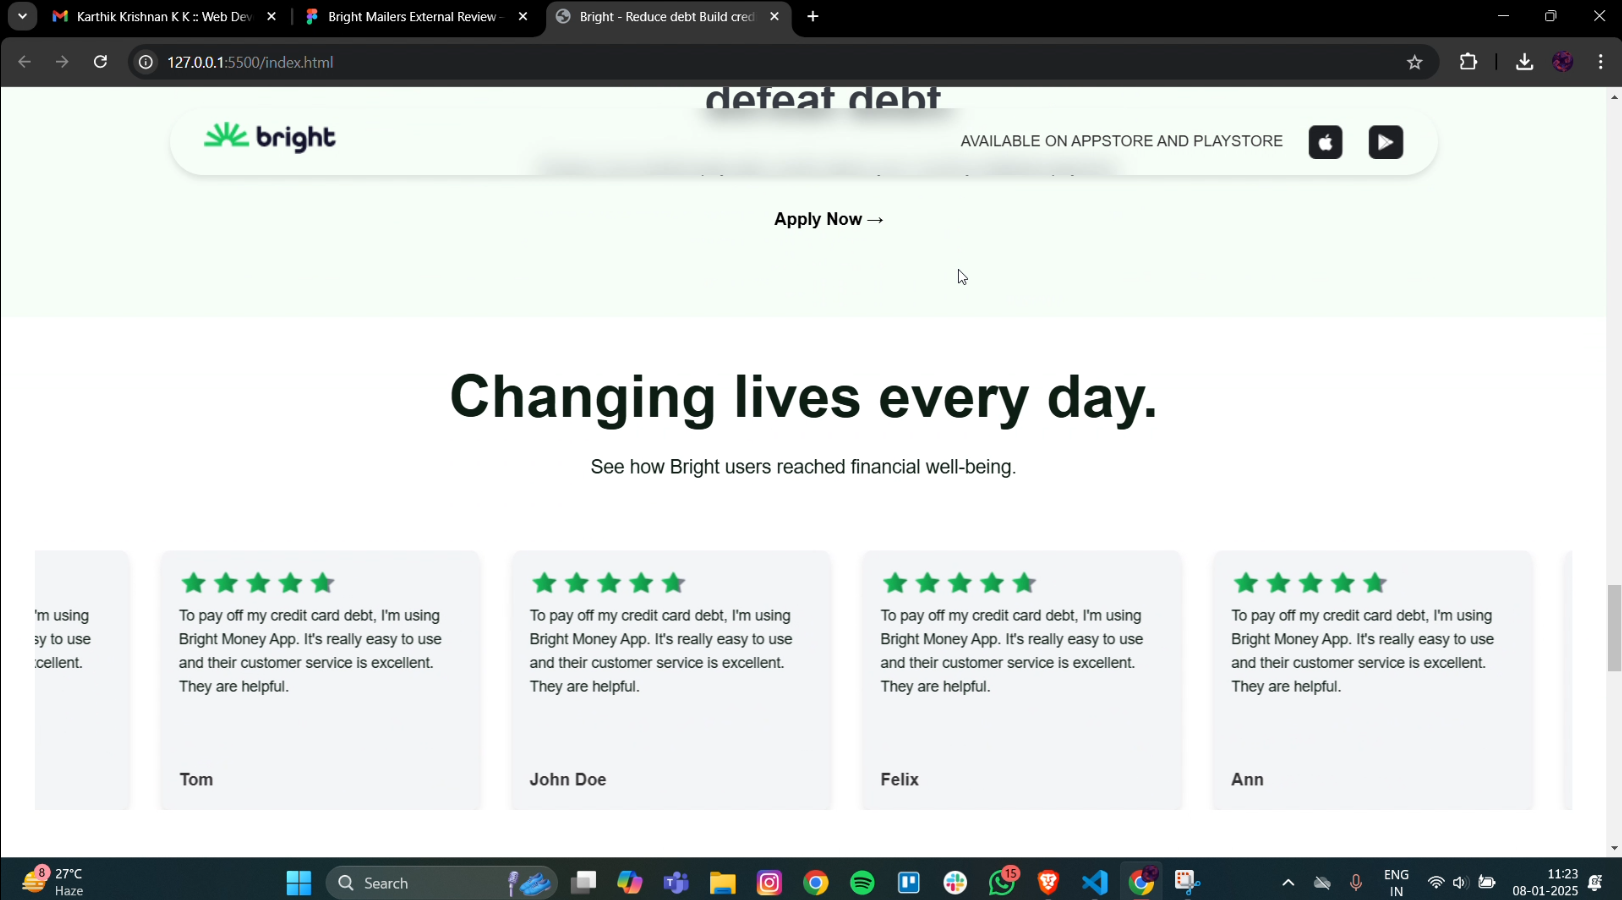 Karthik Krishnan K K :: Web Dev
Bright Mailers External Review -
Bright - Reduce debt Build cred
127.0.0.1:5500/index.html
defeat debt
bright
AVAILABLE ON APPSTORE AND PLAYSTORE
Apply Now →
Changing lives every day.
See how Bright users reached financial well-being.
'm using
sy to use
cellent.
To pay off my credit card debt, I'm using
Bright Money App. It's really easy to use
and their customer service is excellent.
They are helpful.
Tom
To pay off my credit card debt, I'm using
Bright Money App. It's really easy to use
and their customer service is excellent.
They are helpful.
John Doe
To pay off my credit card debt, I'm using
Bright Money App. It's really easy to use
and their customer service is excellent.
They are helpful.
Felix
To pay off my credit card debt, I'm using
Bright Money App. It's really easy to use
and their customer service is excellent.
They are helpful.
Ann
8
27°C
Haze
Search
15
ENG
IN
11:23
08-01-2025